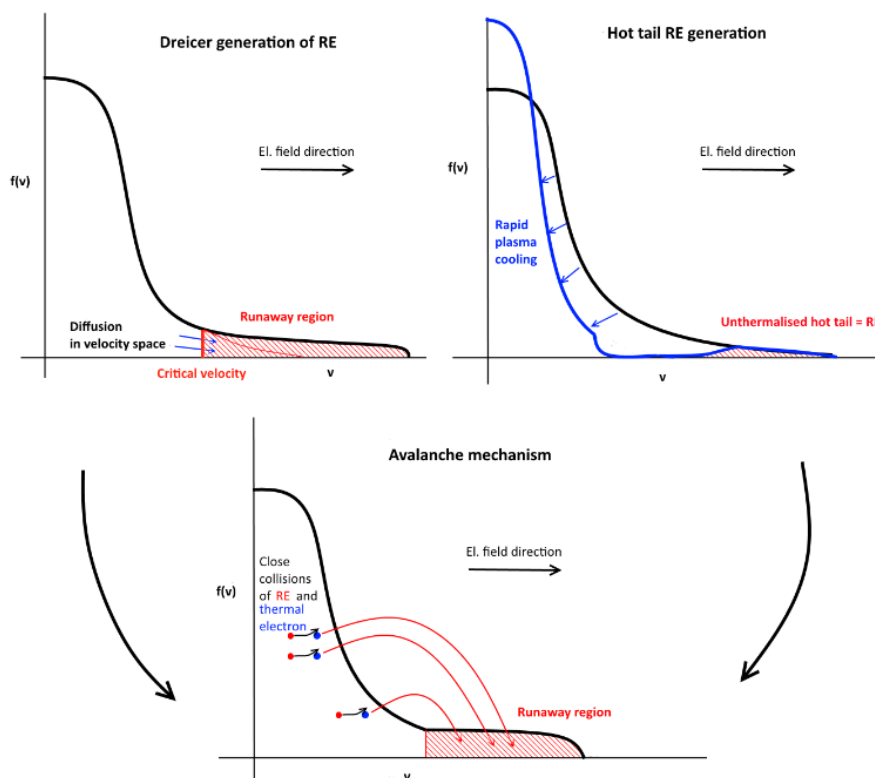 Dreicer generation of RE
f(v)
El. field direction
Runaway region
Diffusion
in velocity space
Critical velocity
v
Hot tail RE generation
f(v)
El. field direction
Rapid
plasma
cooling
Unthermalised hot tail = RE
v
Avalanche mechanism
f(v)
El. field direction
Close
collisions
of RE and
thermal
electron
Runaway region
v